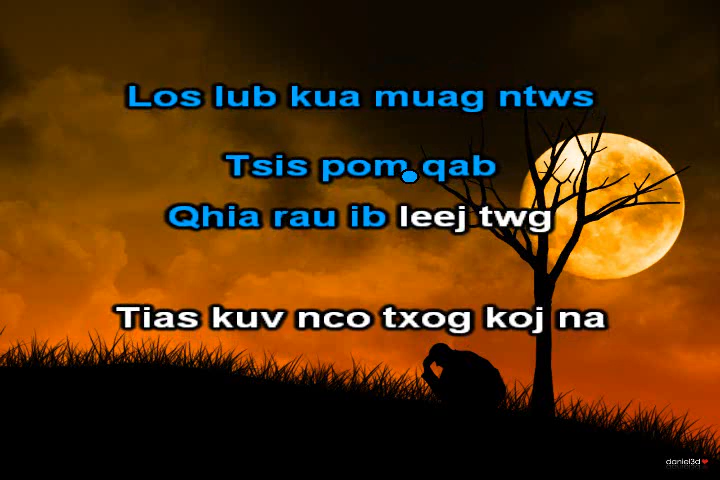 Los lub kua muag ntws
Tsis pom qab
Qhia rau ib leej twg
Tias kuv nco txog koj na
daniel3d